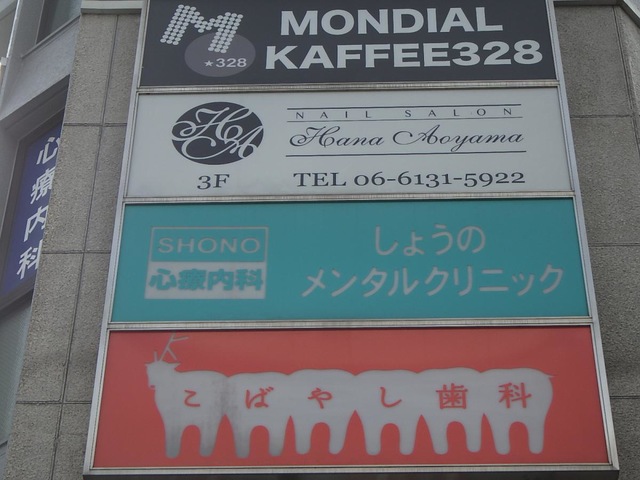 M
★328
MONDIAL
KAFFEE328
HA
NAIL SALON
Hana Aoyama
3F
TEL 06-6131-5922
心療内科
SHONO
心療内科
しょうの
メンタルクリニック
こばやし歯科